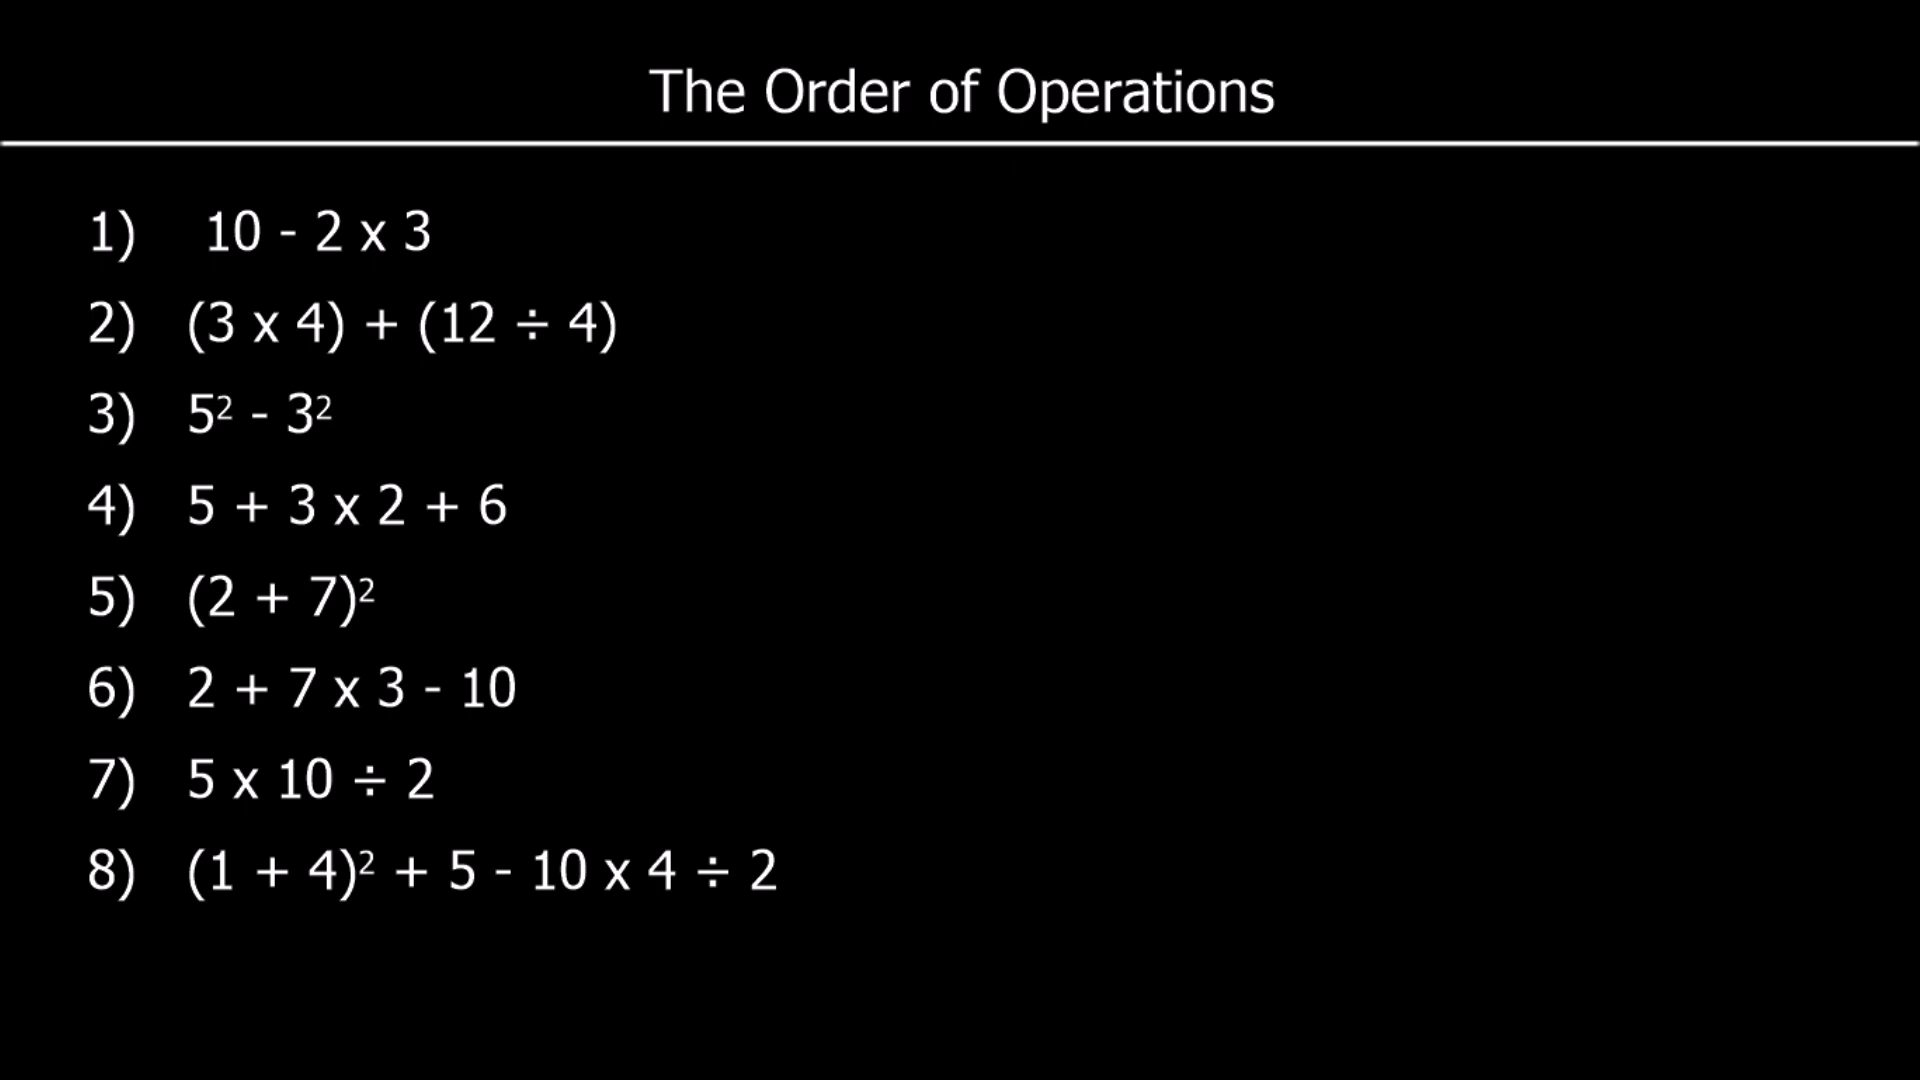 The Order of Operations
1) 10 - 2 x 3
2) (3 x 4) + (12 ÷ 4)
3) 5² - 3²
4) 5 + 3 x 2 + 6
5) (2 + 7)²
6) 2 + 7 x 3 - 10
7) 5 x 10 ÷ 2
8) (1 + 4)² + 5 - 10 x 4 ÷ 2